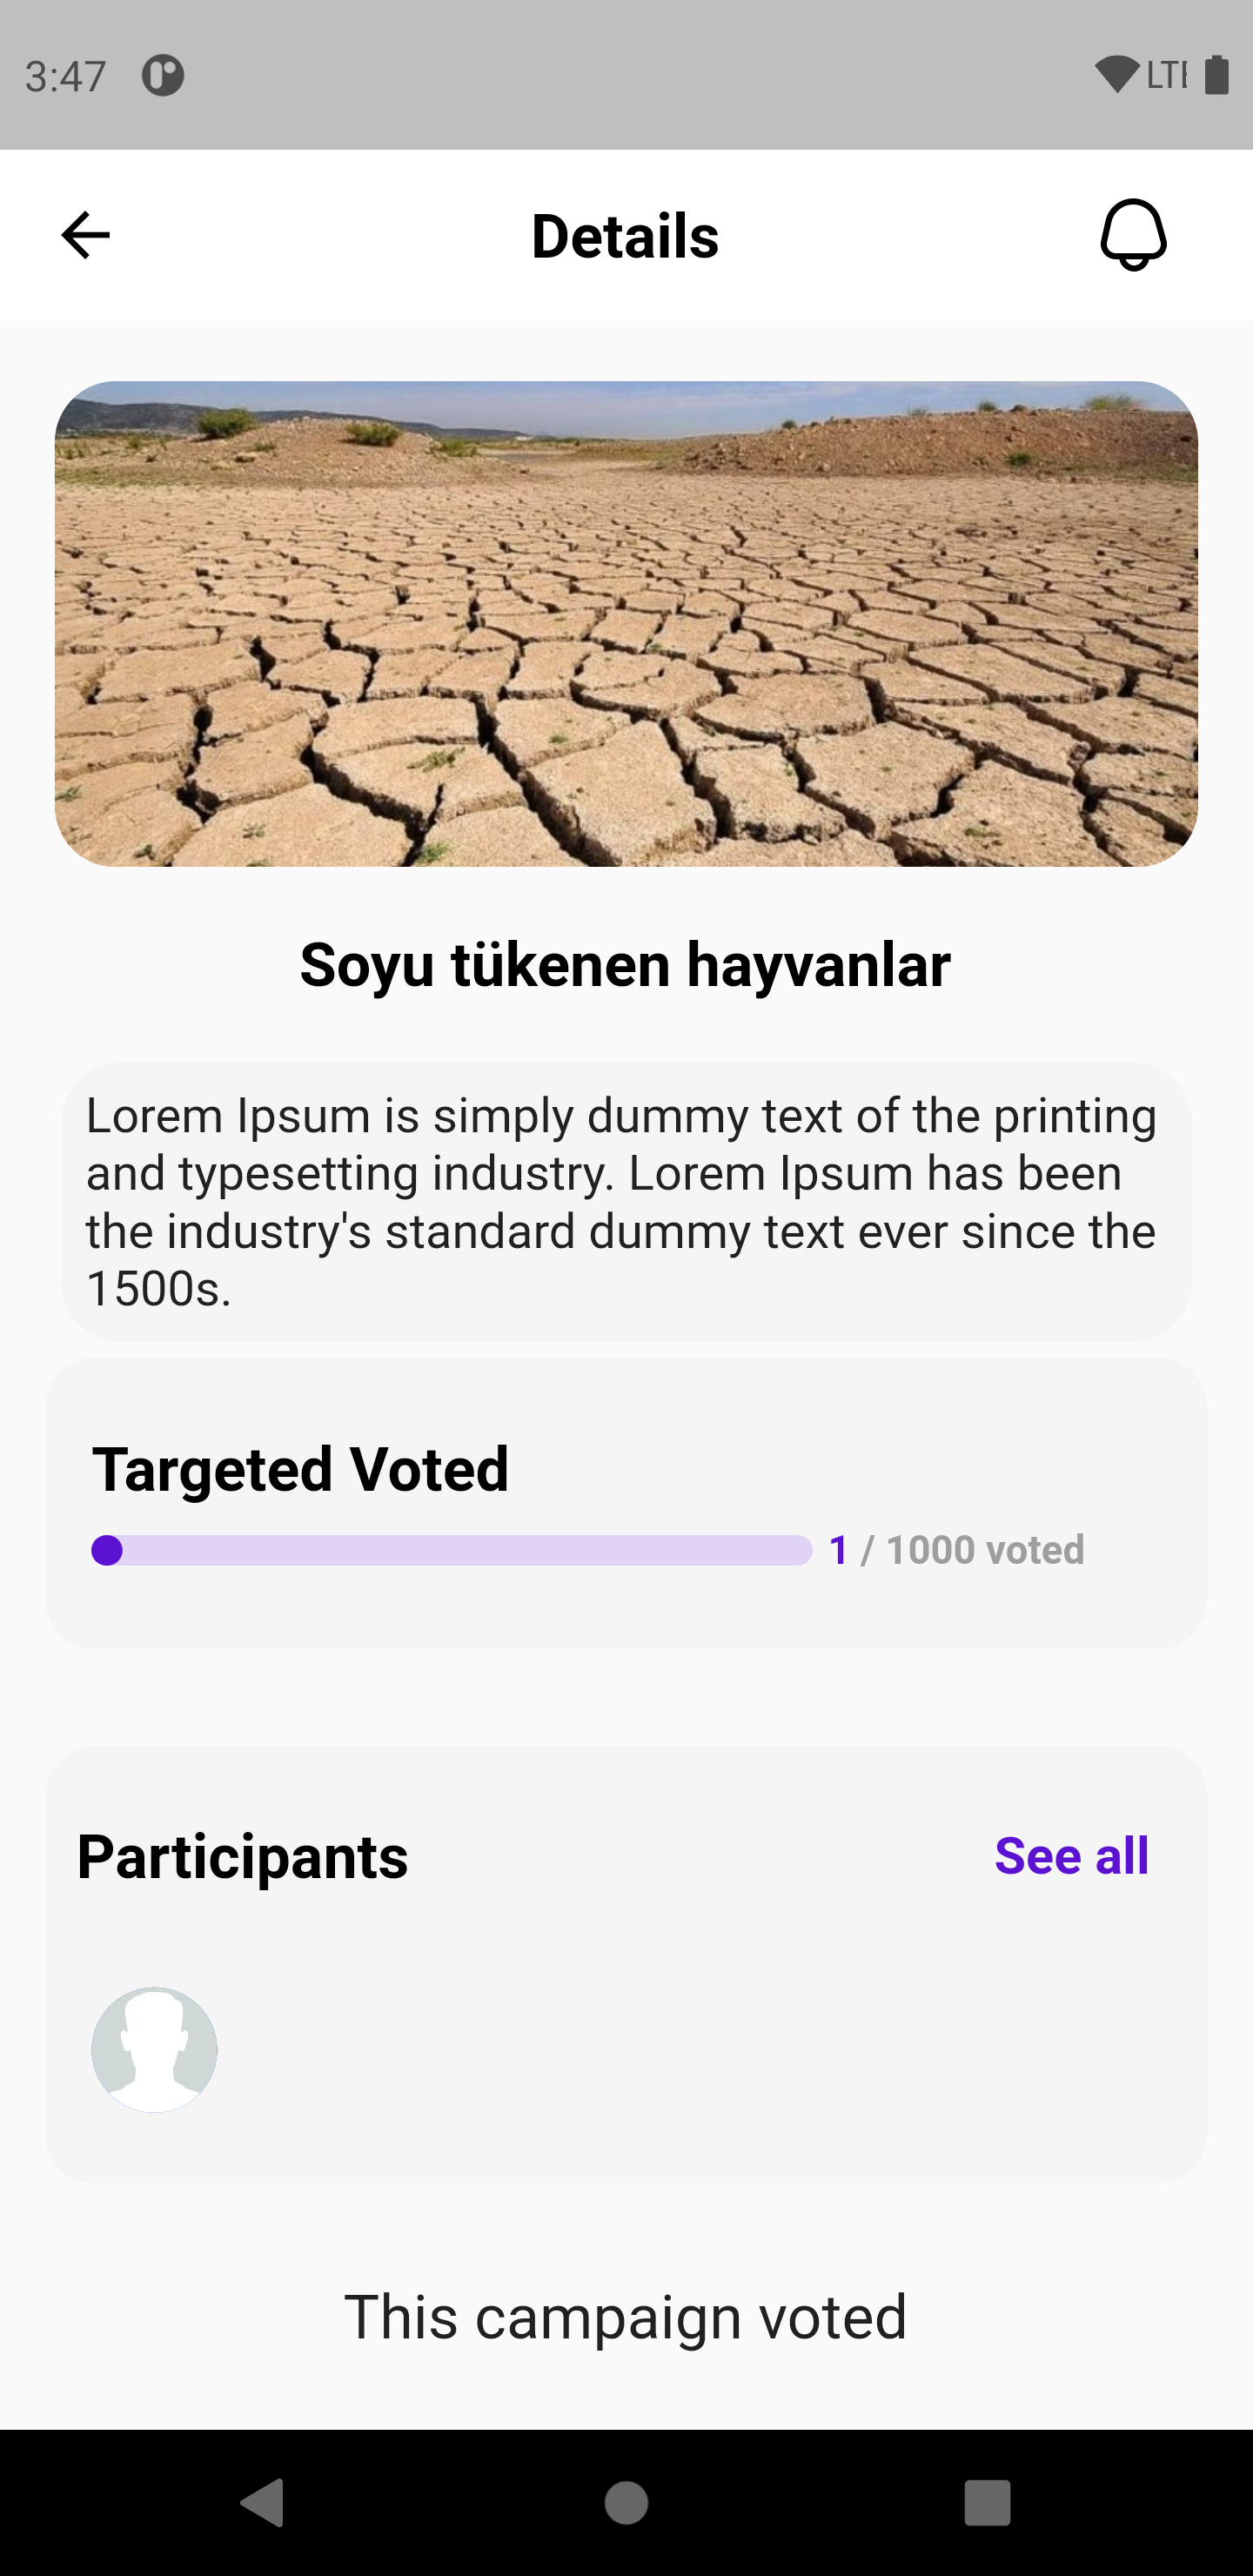 3:47
LTE
Details
Soyu tükenen hayvanlar
Lorem Ipsum is simply dummy text of the printing
and typesetting industry. Lorem Ipsum has been
the industry's standard dummy text ever since the
1500s.
Targeted Voted
1 / 1000 voted
Participants
See all
This campaign voted